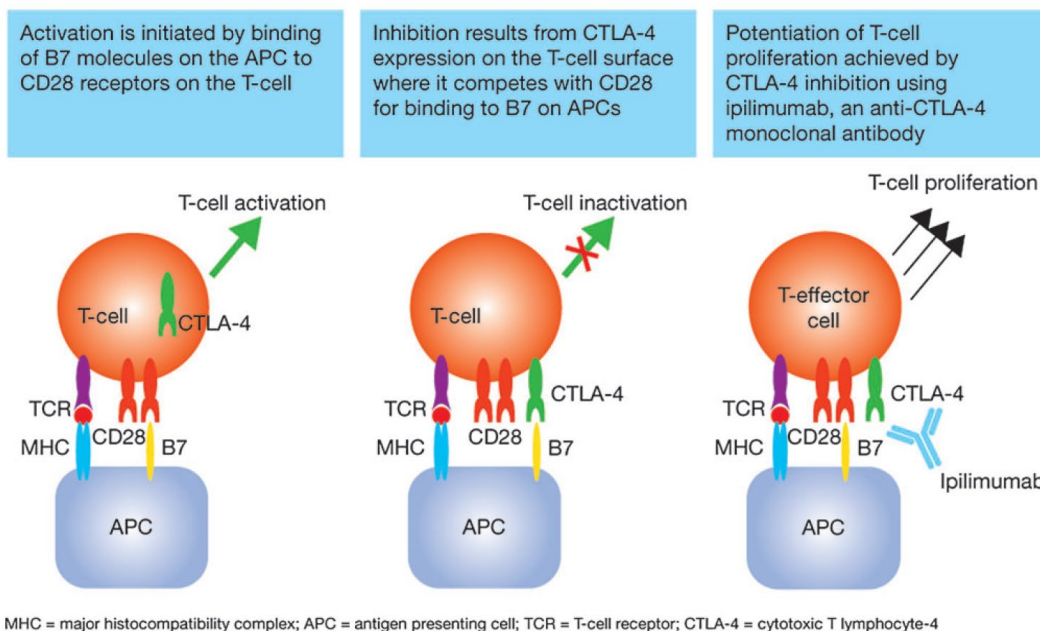 Activation is initiated by binding
of B7 molecules on the APC to
CD28 receptors on the T-cell
Inhibition results from CTLA-4
expression on the T-cell surface
where it competes with CD28
for binding to B7 on APCs
Potentiation of T-cell
proliferation achieved by
CTLA-4 inhibition using
ipilimumab, an anti-CTLA-4
monoclonal antibody
T-cell activation
T-cell
CTLA-4
TCR
CD28
MHC
B7
APC
T-cell inactivation
T-cell
CTLA-4
TCR
CD28
MHC
B7
APC
T-cell proliferation
T-effector
cell
CTLA-4
TCR
CD28
MHC
B7
Ipilimumab
APC
MHC = major histocompatibility complex; APC = antigen presenting cell; TCR = T-cell receptor; CTLA-4 = cytotoxic T lymphocyte-4